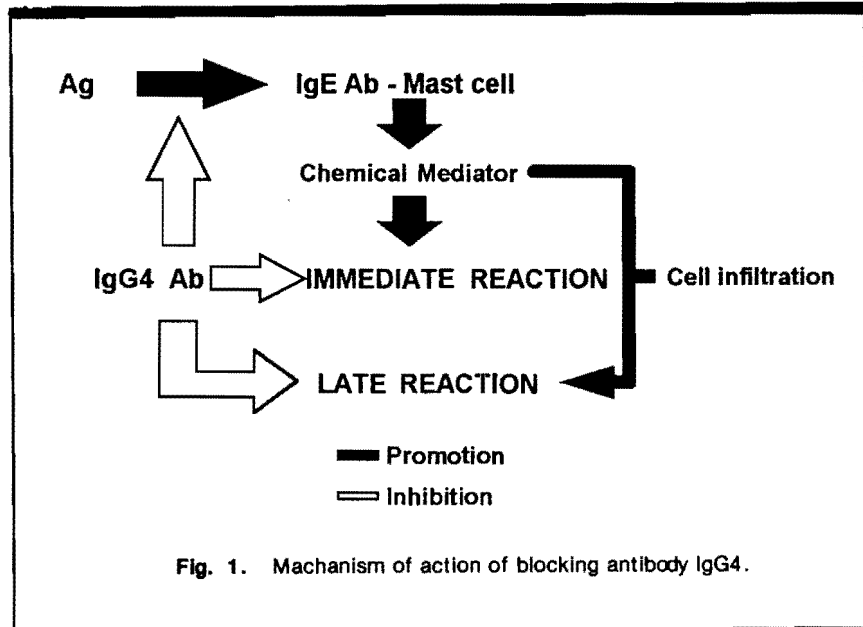 Ag IgE Ab - Mast cell
Chemical Mediator
IgG4 Ab IMMEDIATE REACTION Cell infiltration
LATE REACTION
Promotion
Inhibition
Fig. 1. Machanism of action of blocking antibody IgG4.